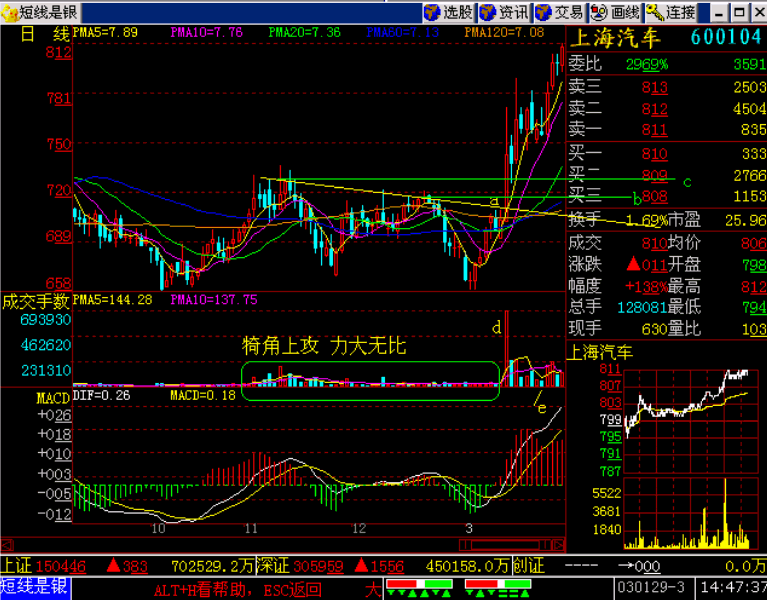 短线是银 选股 资讯 交易 画线 连接
日 线 PMA5=7.89 PMA10=7.76 PMA20=7.36 PMA60=7.13 PMA120=7.08 上海汽车 600104
812
781
750
720
689
658
a
b
c
委比 2969% 3591
卖三 813 2503
卖二 812 4504
卖一 811 835
买一 810 333
买二 809 2766
买三 808 1153
换手 1.69% 市盈 25.96
成交 810 均价 806
涨跌 ▲011 开盘 798
幅度 +138% 最高 812
总手 128081 最低 794
现手 630 量比 103
成交手数 PMA5=144.28 PMA10=137.75
693930
462620
231310
犄角上攻 力大无比
d
e
MACD DIF=0.26 MACD=0.18
+026
+018
+010
+003
-005
-012
10 11 12 3
上海汽车
811
807
803
799
795
791
787
5522
3681
1840
上证 150446 ▲383 702529.2万 深证 305959 ▲1556 450158.0万 创证 ---- →000 0.0万
短线是银 ALT+H看帮助, ESC返回 大 030129-3 14:47:37